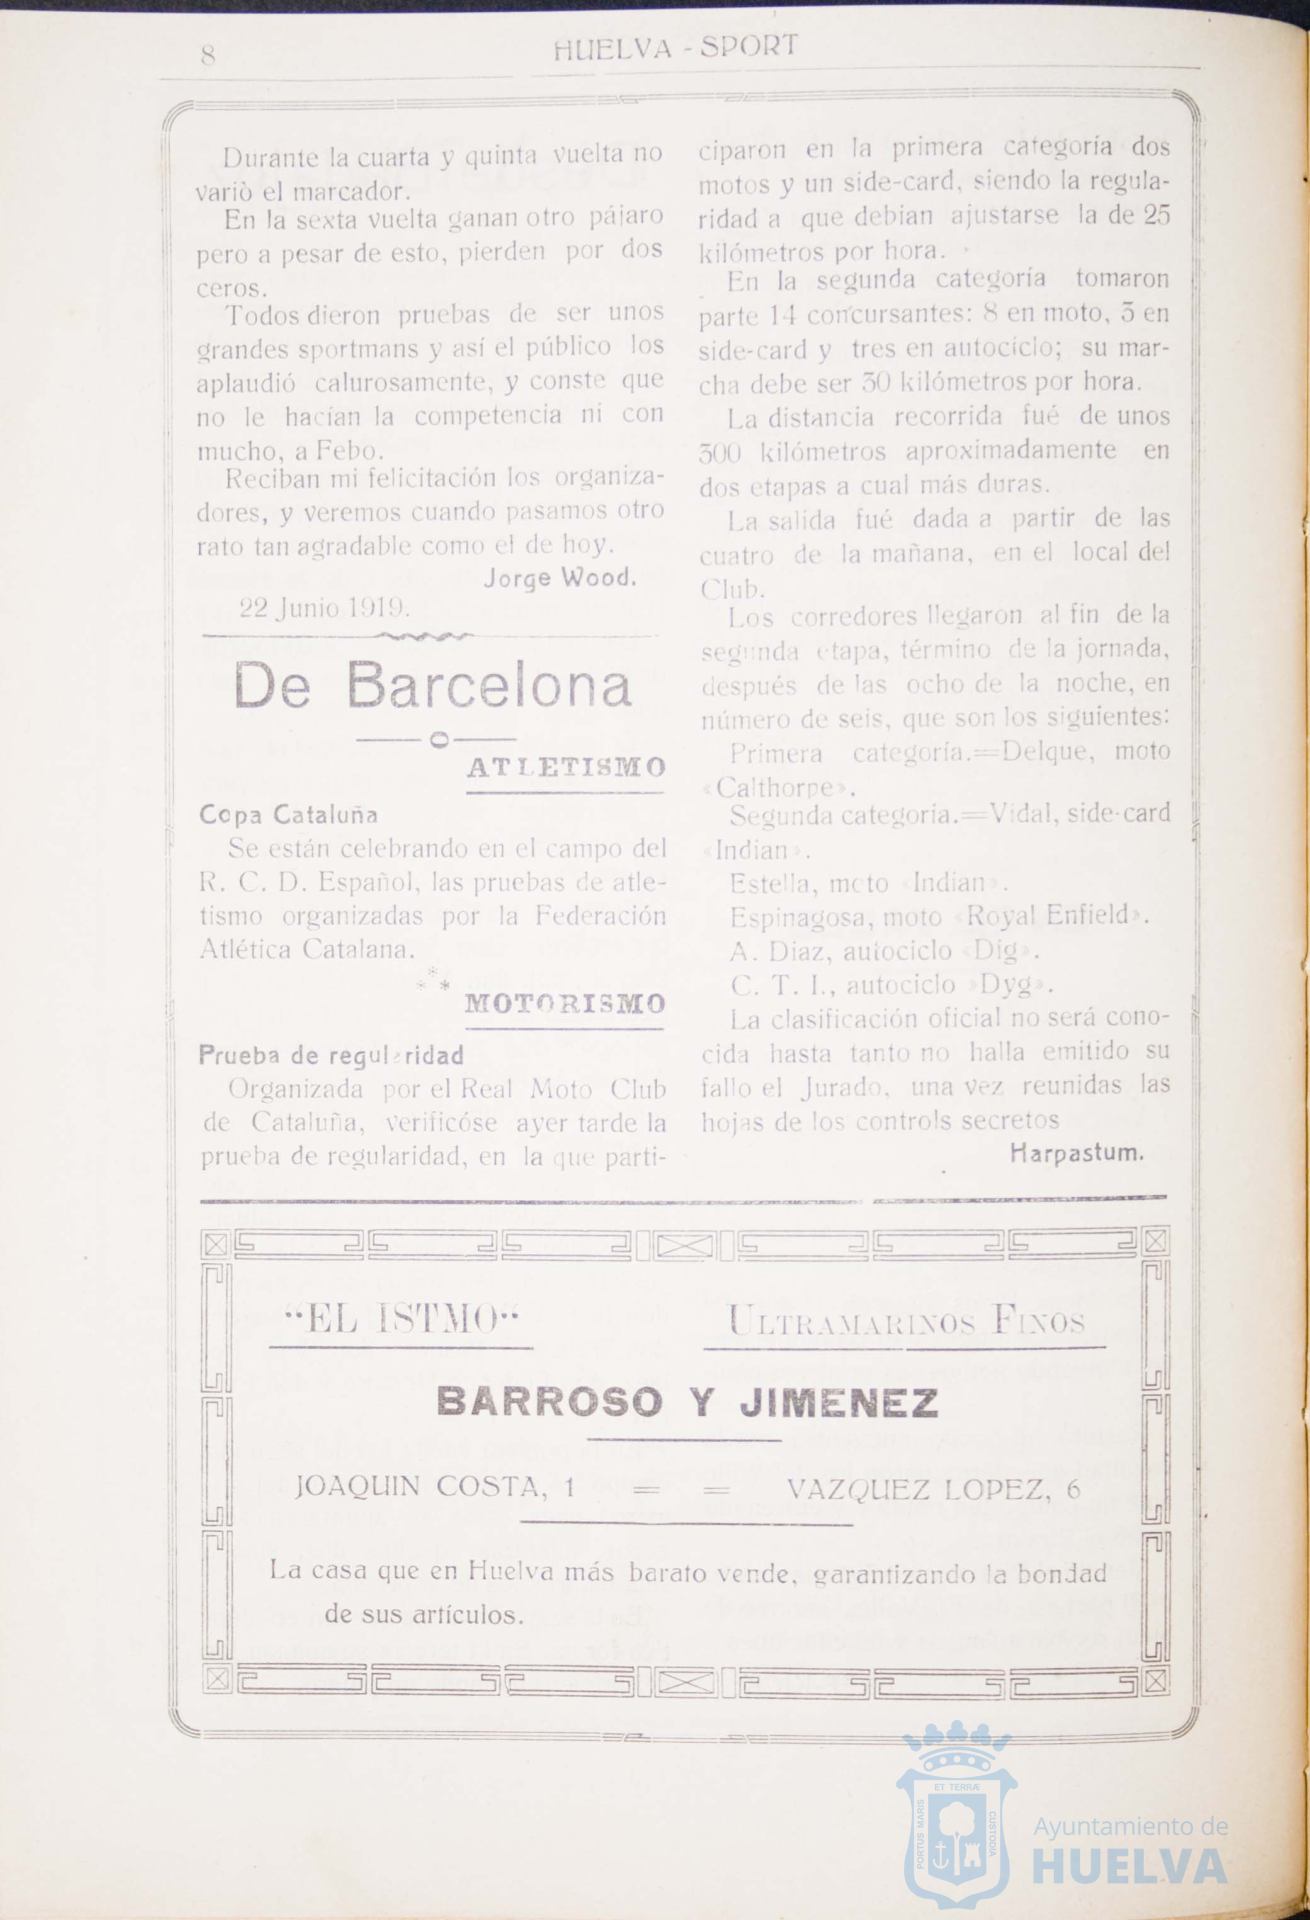 8
HUELVA - SPORT
Durante la cuarta y quinta vuelta no
variò el marcador.
En la sexta vuelta ganan otro pájaro
pero a pesar de esto, pierden por dos
ceros.
Todos dieron pruebas de ser unos
grandes sportmans y así el público los
aplaudió calurosamente, y conste que
no le hacían la competencia ni con
mucho, a Febo.
Reciban mi felicitación los organiza-
dores, y veremos cuando pasamos otro
rato tan agradable como el de hoy.
Jorge Wood.
22 Junio 1919.
De Barcelona
ATLETISMO
Copa Cataluña
Se están celebrando en el campo del
R. C. D. Español, las pruebas de atle-
tismo organizadas por la Federación
Atlética Catalana.
* * *
MOTORISMO
Prueba de regularidad
Organizada por el Real Moto Club
de Cataluña, verificóse ayer tarde la
prueba de regularidad, en la que parti-
ciparon en la primera categoría dos
motos y un side-card, siendo la regula-
ridad a que debian ajustarse la de 25
kilómetros por hora.
En la segunda categoría tomaron
parte 14 concursantes: 8 en moto, 3 en
side-card y tres en autociclo; su mar-
cha debe ser 30 kilómetros por hora.
La distancia recorrida fué de unos
300 kilómetros aproximadamente en
dos etapas a cual más duras.
La salida fué dada a partir de las
cuatro de la mañana, en el local del
Club.
Los corredores llegaron al fin de la
segunda etapa, término de la jornada,
después de las ocho de la noche, en
número de seis, que son los siguientes:
Primera categoría.=Delque, moto
«Calthorpe».
Segunda categoria.=Vidal, side-card
«Indian».
Estella, moto «Indian».
Espinagosa, moto «Royal Enfield».
A. Diaz, autociclo «Dig».
C. T. I., autociclo »Dyg».
La clasificación oficial no será cono-
cida hasta tanto no halla emitido su
fallo el Jurado, una vez reunidas las
hojas de los controls secretos
Harpastum.
“EL ISTMO“
ULTRAMARINOS FINOS
BARROSO Y JIMENEZ
JOAQUIN COSTA, 1 = = VAZQUEZ LOPEZ, 6
La casa que en Huelva más barato vende, garantizando la bondad
de sus artículos.
ET TERRÆ
PORTUS MARIS
CUSTODIA
Ayuntamiento de
HUELVA